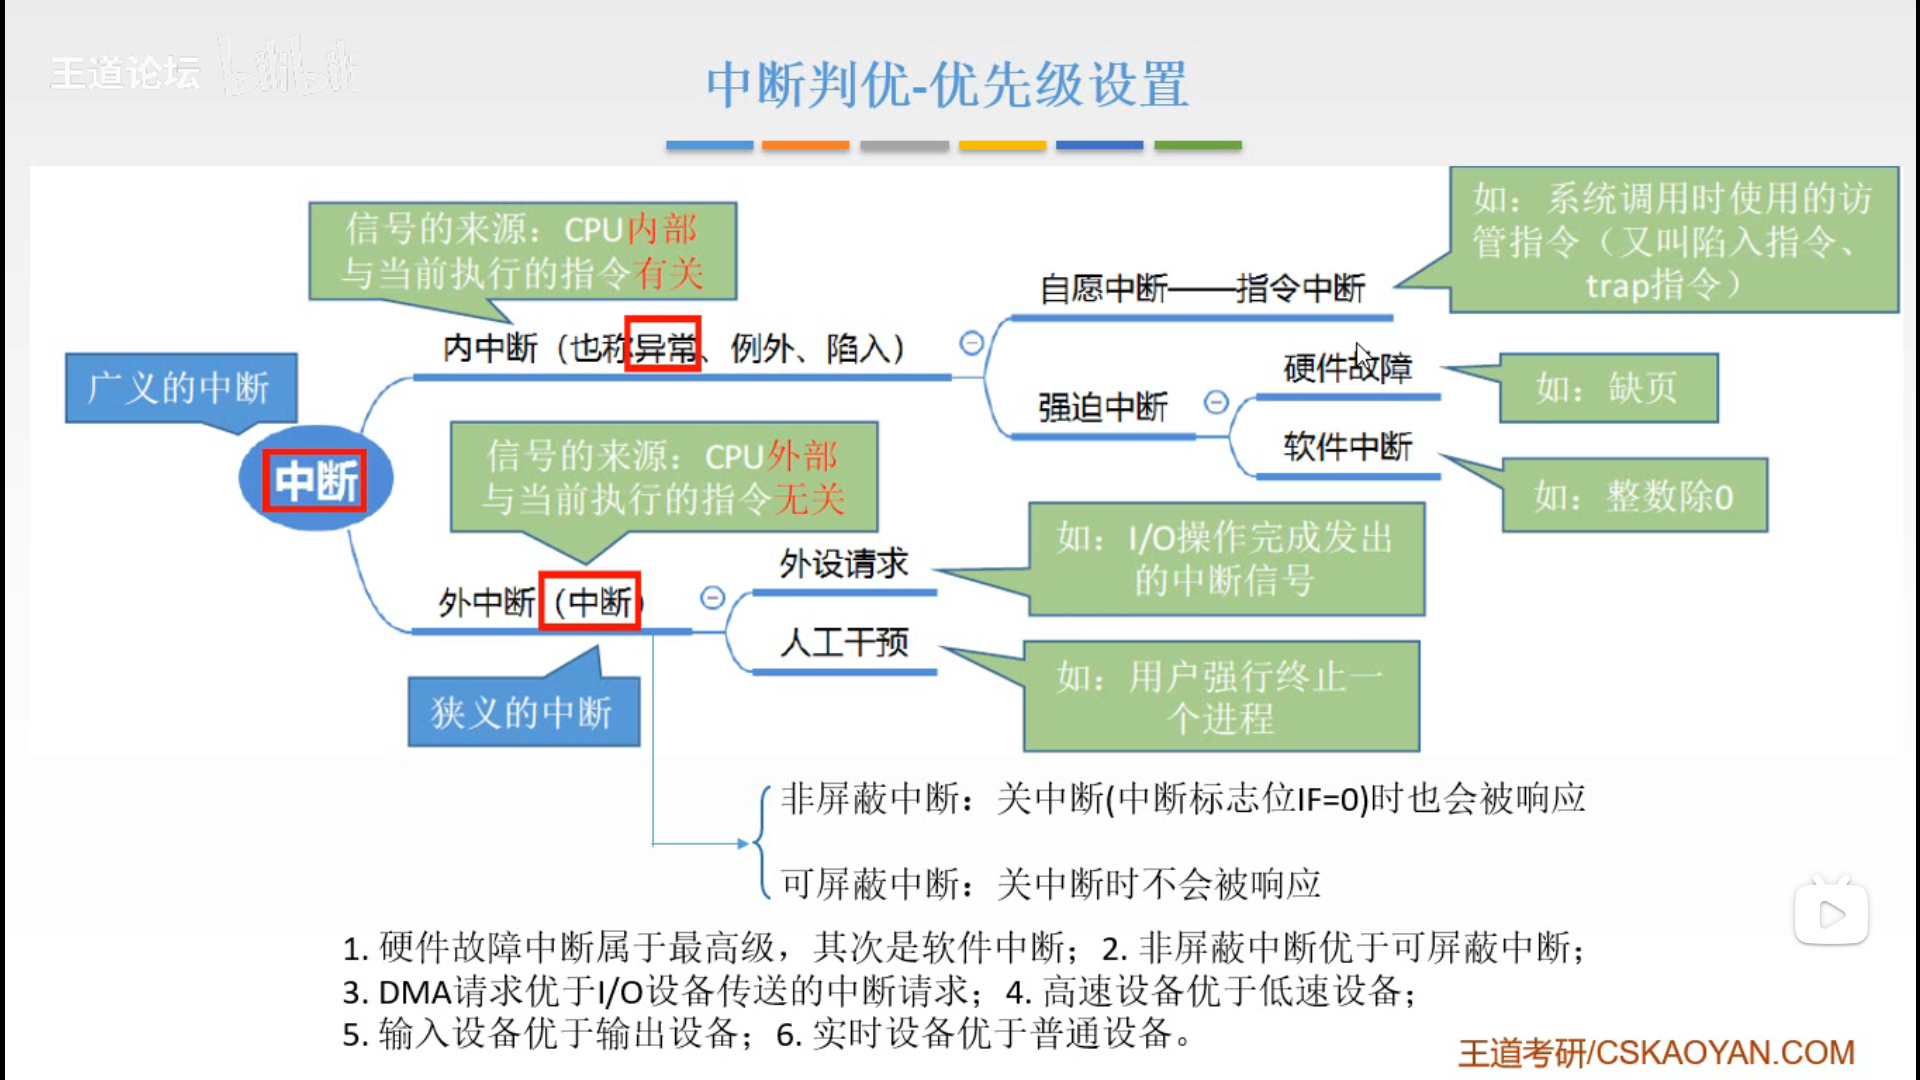 王道论坛 bilibili
中断判优-优先级设置
信号的来源：CPU内部
与当前执行的指令有关
如：系统调用时使用的访
管指令（又叫陷入指令、
trap指令）
自愿中断——指令中断
内中断（也称异常、例外、陷入）
硬件故障
如：缺页
广义的中断
强迫中断
软件中断
如：整数除0
中断
信号的来源：CPU外部
与当前执行的指令无关
外设请求
如：I/O操作完成发出
的中断信号
外中断（中断）
人工干预
如：用户强行终止一
个进程
狭义的中断
非屏蔽中断：关中断(中断标志位IF=0)时也会被响应
可屏蔽中断：关中断时不会被响应
1. 硬件故障中断属于最高级，其次是软件中断；2. 非屏蔽中断优于可屏蔽中断；
3. DMA请求优于I/O设备传送的中断请求；4. 高速设备优于低速设备；
5. 输入设备优于输出设备；6. 实时设备优于普通设备。
王道考研/CSKAOYAN.COM